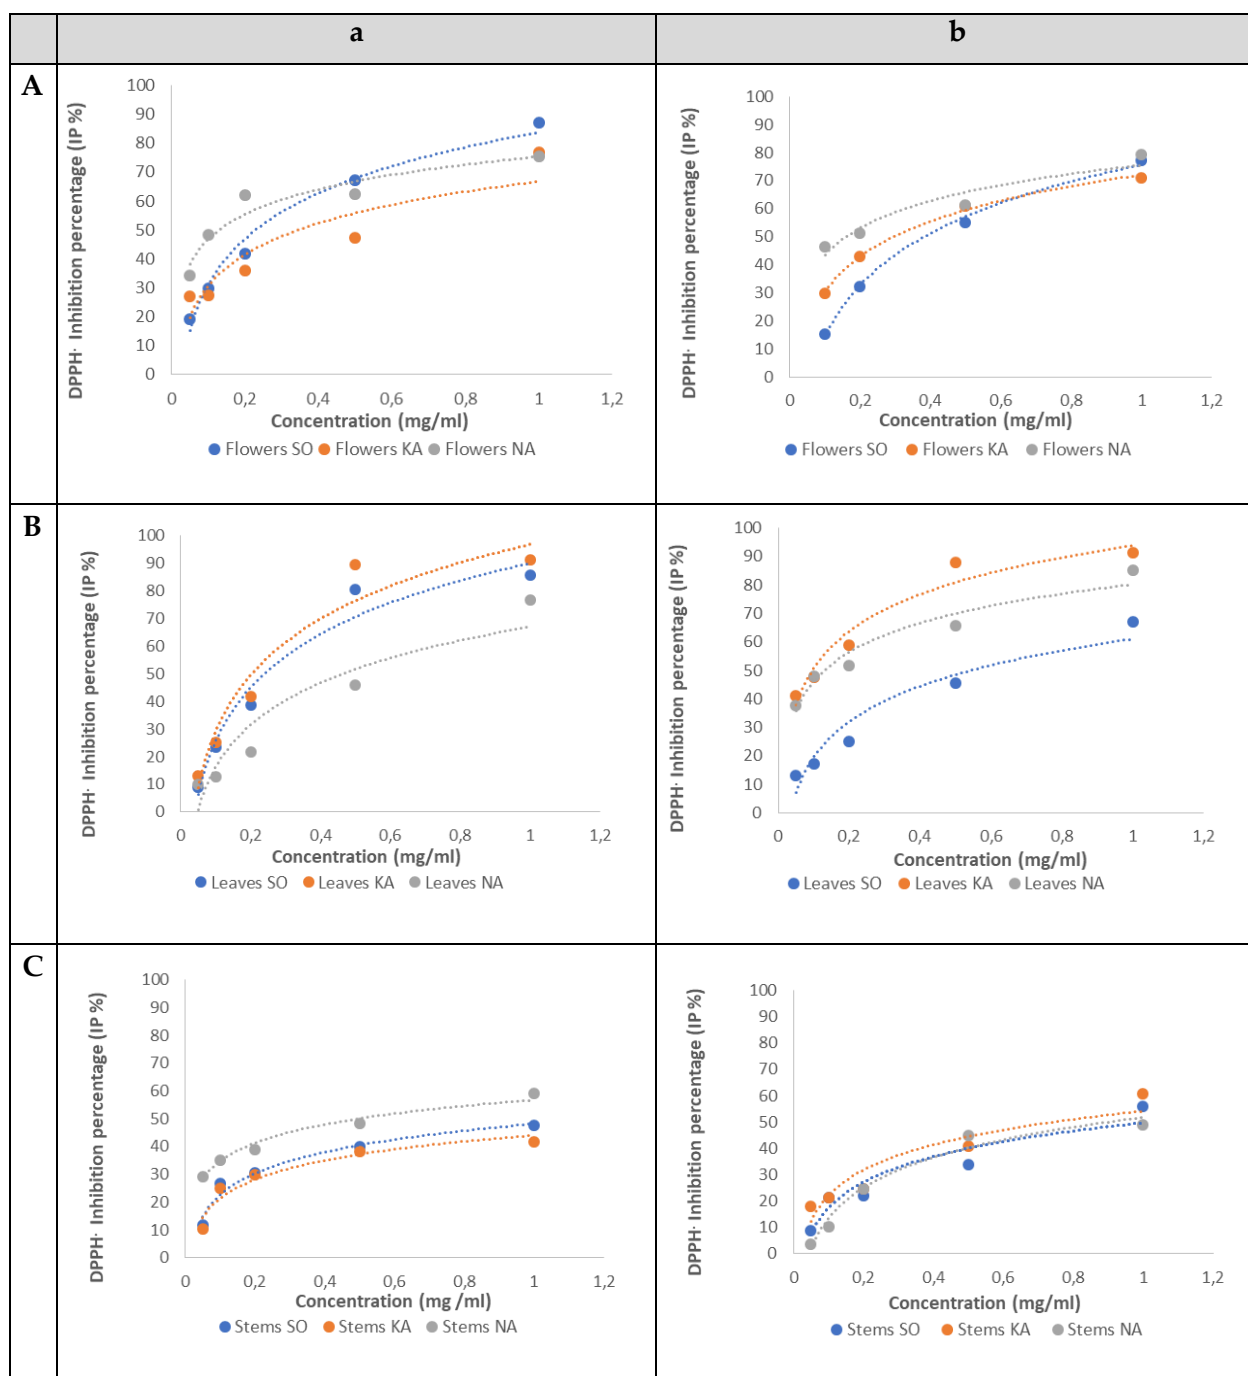 a
b
A
DPPH· Inhibition percentage (IP %)
100
90
80
70
60
50
40
30
20
10
0
0 0,2 0,4 0,6 0,8 1 1,2
Concentration (mg/ml)
Flowers SO Flowers KA Flowers NA
DPPH· Inhibition percentage (IP %)
100
90
80
70
60
50
40
30
20
10
0
0 0,2 0,4 0,6 0,8 1 1,2
Concentration (mg/ml)
Flowers SO Flowers KA Flowers NA
B
DPPH· Inhibition percentage (IP %)
100
90
80
70
60
50
40
30
20
10
0
0 0,2 0,4 0,6 0,8 1 1,2
Concentration (mg/ml)
Leaves SO Leaves KA Leaves NA
DPPH· Inhibition percentage (IP %)
100
90
80
70
60
50
40
30
20
10
0
0 0,2 0,4 0,6 0,8 1 1,2
Concentration (mg/ml)
Leaves SO Leaves KA Leaves NA
C
DPPH· Inhibition percentage (IP %)
100
90
80
70
60
50
40
30
20
10
0
0 0,2 0,4 0,6 0,8 1 1,2
Concentration (mg /ml)
Stems SO Stems KA Stems NA
DPPH· Inhibition percentage (IP %)
100
90
80
70
60
50
40
30
20
10
0
0 0,2 0,4 0,6 0,8 1 1,2
Concentration (mg/ml)
Stems SO Stems KA Stems NA